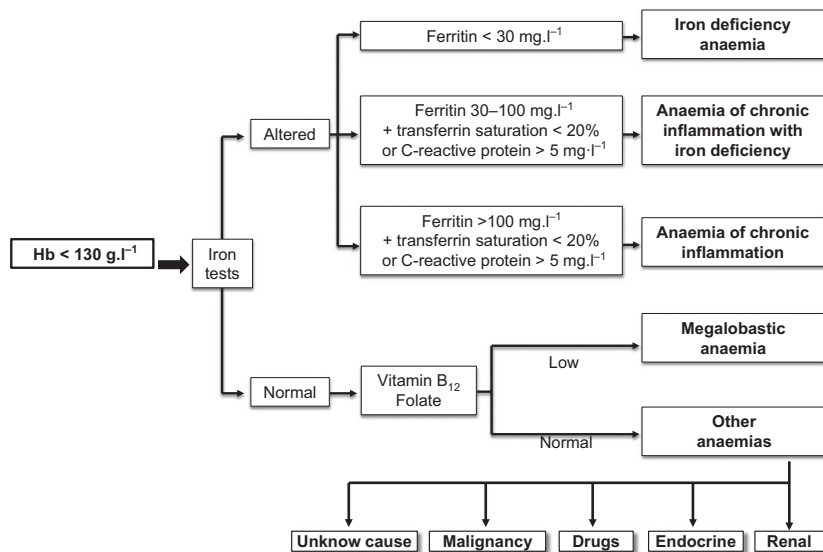 Ferritin < 30 mg.l⁻¹
Iron deficiency
anaemia
Altered
Ferritin 30–100 mg.l⁻¹
+ transferrin saturation < 20%
or C-reactive protein > 5 mg·l⁻¹
Anaemia of chronic
inflammation with
iron deficiency
Hb < 130 g.l⁻¹
Iron
tests
Ferritin >100 mg.l⁻¹
+ transferrin saturation < 20%
or C-reactive protein > 5 mg.l⁻¹
Anaemia of chronic
inflammation
Normal
Vitamin B₁₂
Folate
Low
Megalobastic
anaemia
Normal
Other
anaemias
Unknow cause
Malignancy
Drugs
Endocrine
Renal